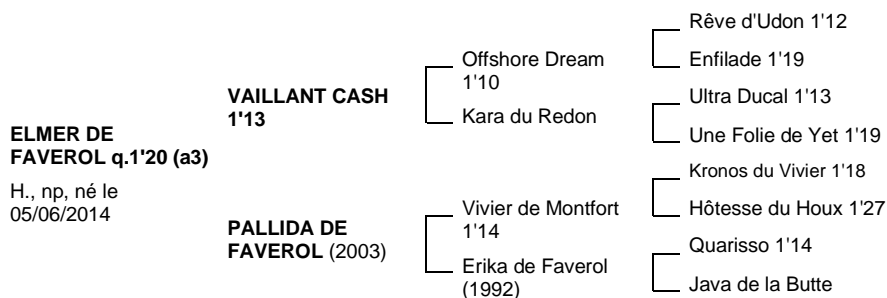 ELMER DE
FAVEROL q.1'20 (a3)
H., np, né le
05/06/2014
VAILLANT CASH
1'13
PALLIDA DE
FAVEROL (2003)
Offshore Dream
1'10
Kara du Redon
Vivier de Montfort
1'14
Erika de Faverol
(1992)
Rêve d'Udon 1'12
Enfilade 1'19
Ultra Ducal 1'13
Une Folie de Yet 1'19
Kronos du Vivier 1'18
Hôtesse du Houx 1'27
Quarisso 1'14
Java de la Butte